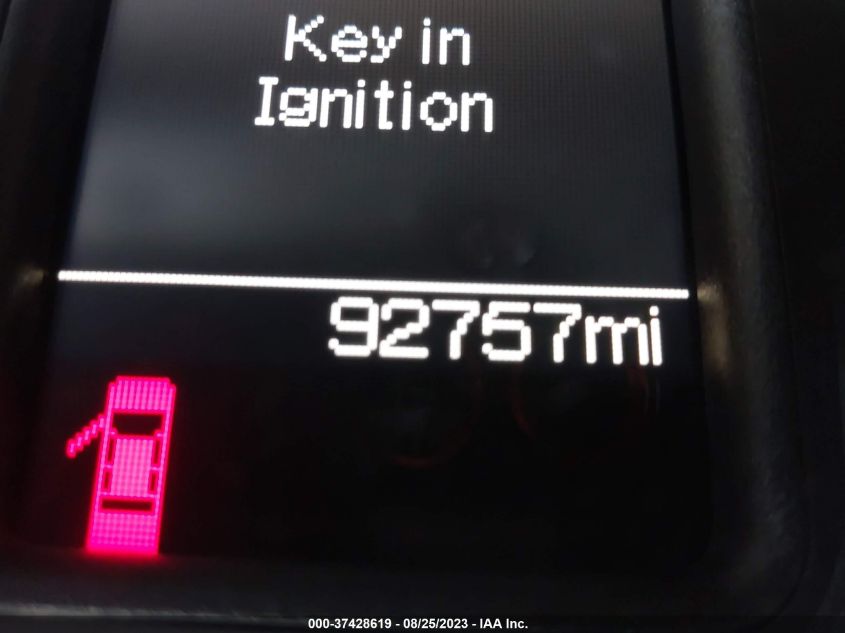 Key in
Ignition
92757mi
000-37428619 - 08/25/2023 - IAA Inc.